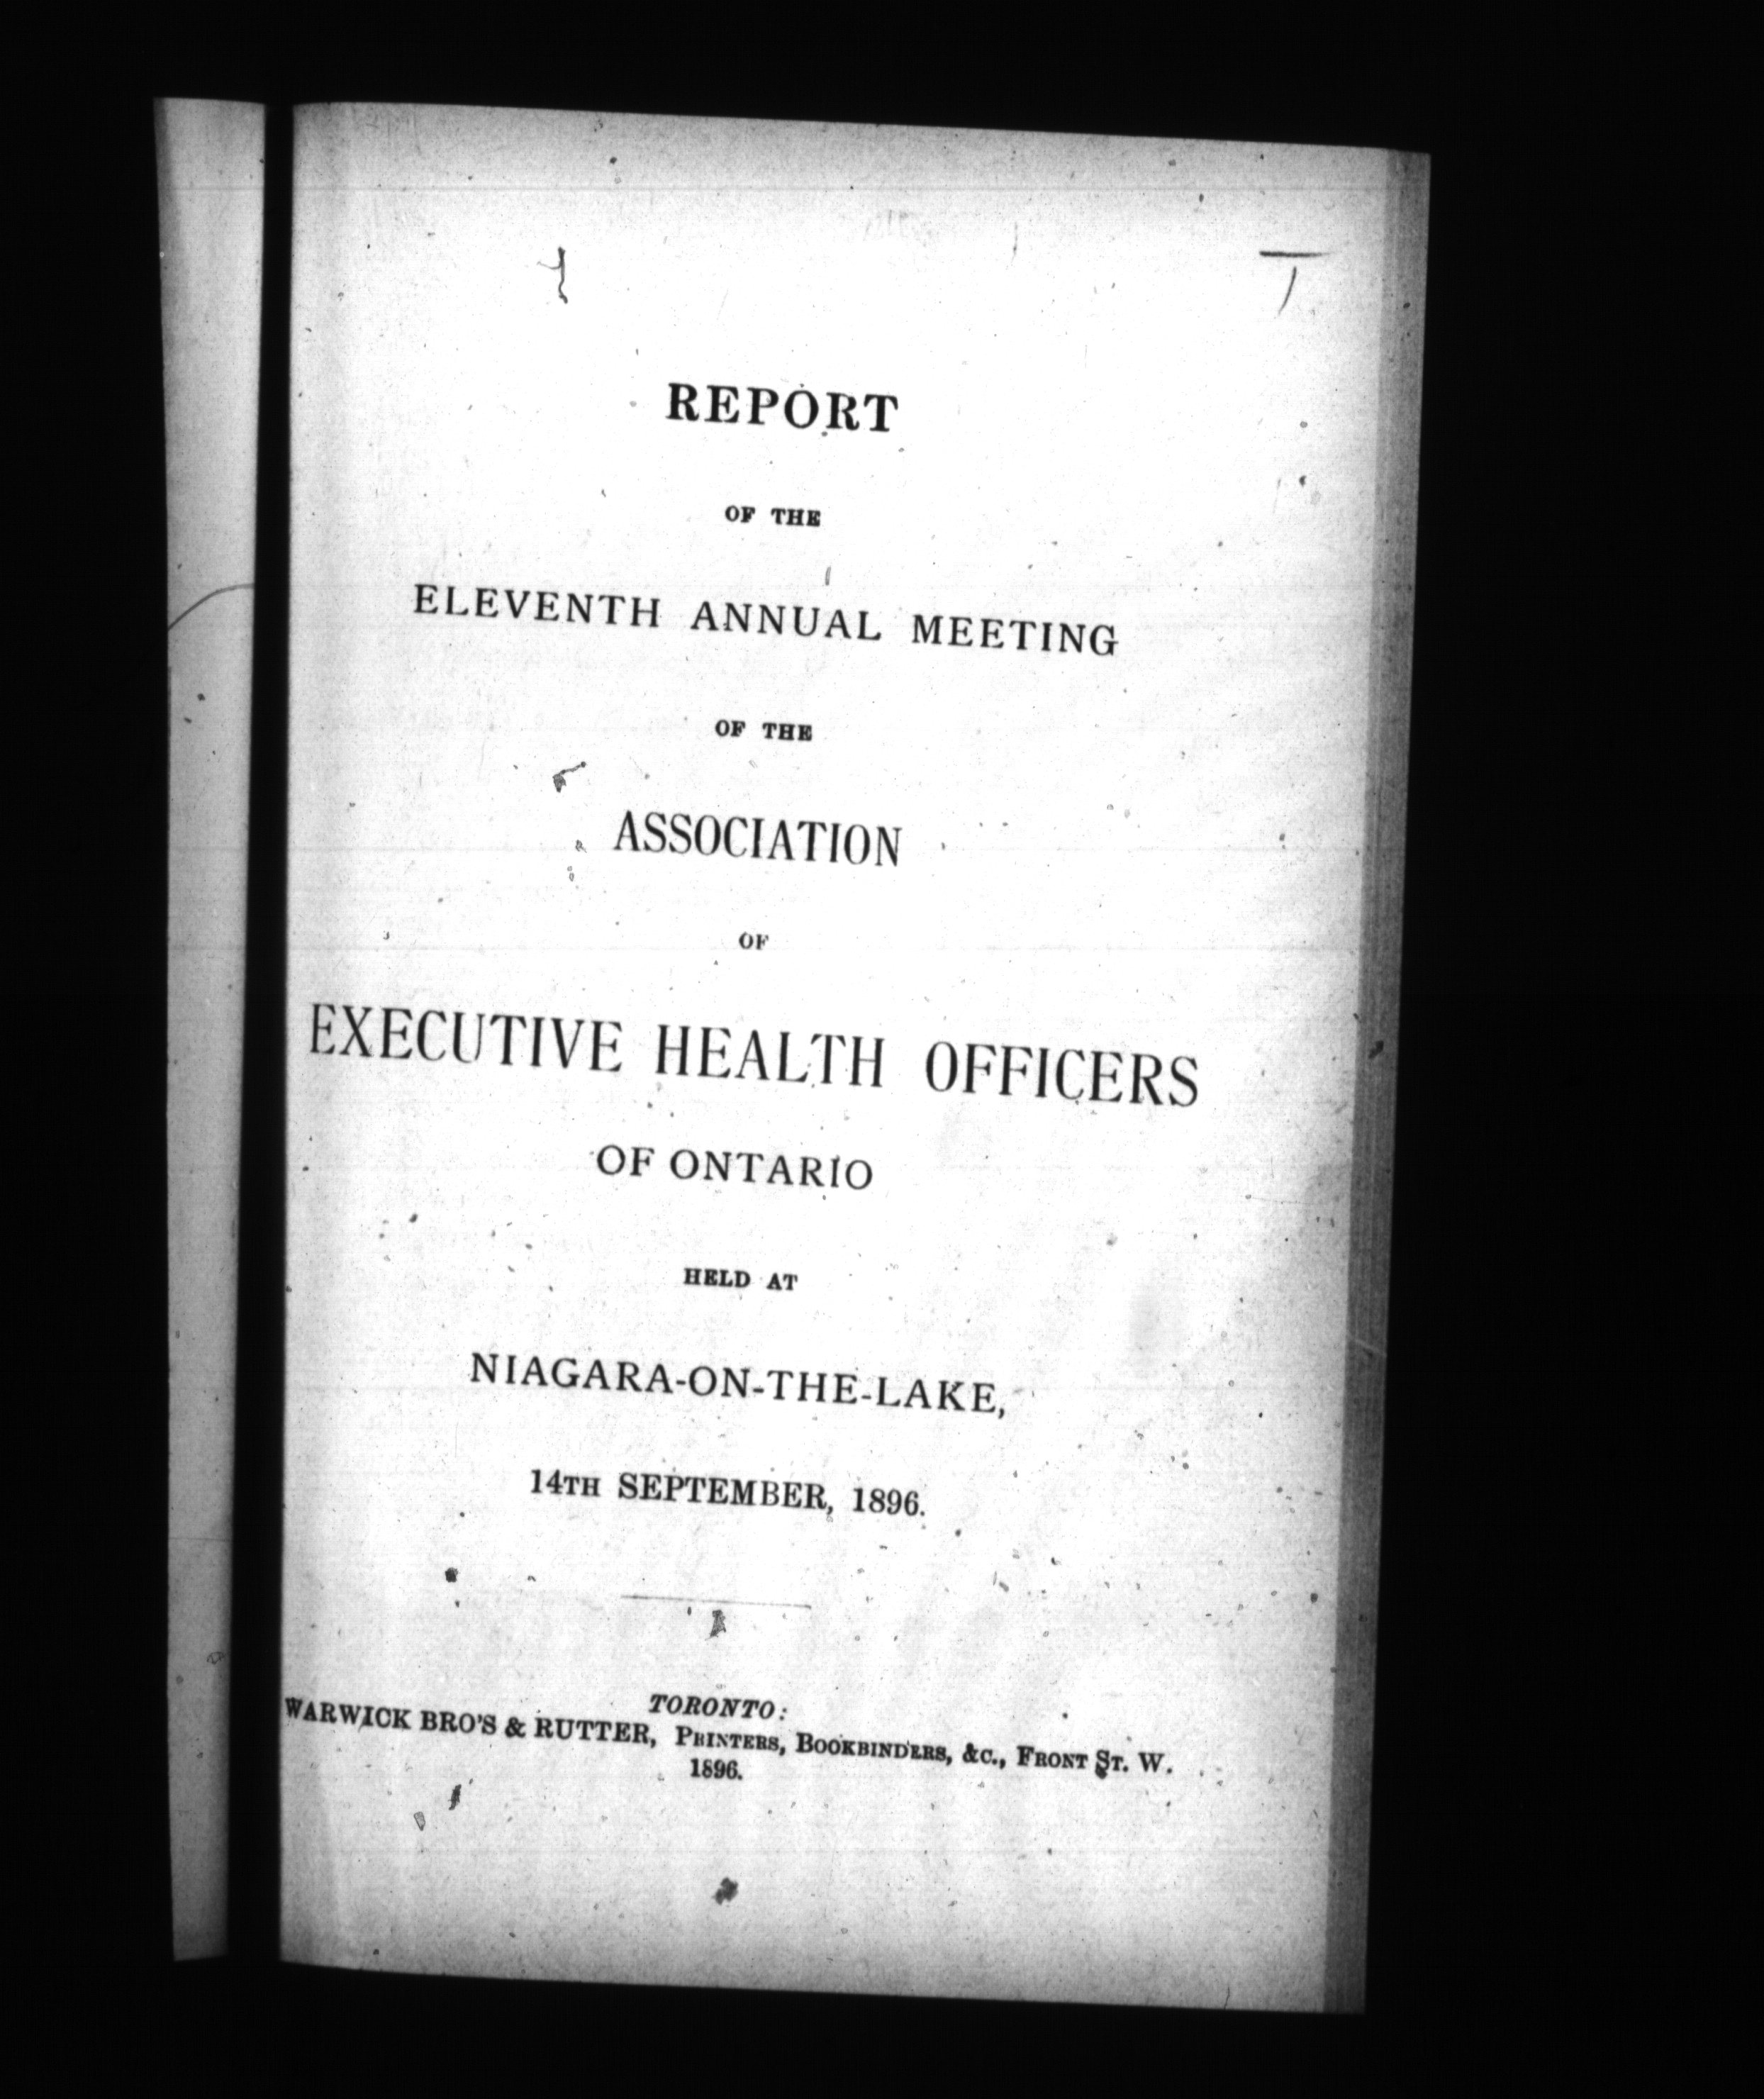 REPORT
OF THE
ELEVENTH ANNUAL MEETING
OF THE
ASSOCIATION
OF
EXECUTIVE HEALTH OFFICERS
OF ONTARIO
HELD AT
NIAGARA-ON-THE-LAKE,
14TH SEPTEMBER, 1896.
TORONTO:
WARWICK BRO'S & RUTTER, PRINTERS, BOOKBINDERS, &C., FRONT ST. W.
1896.